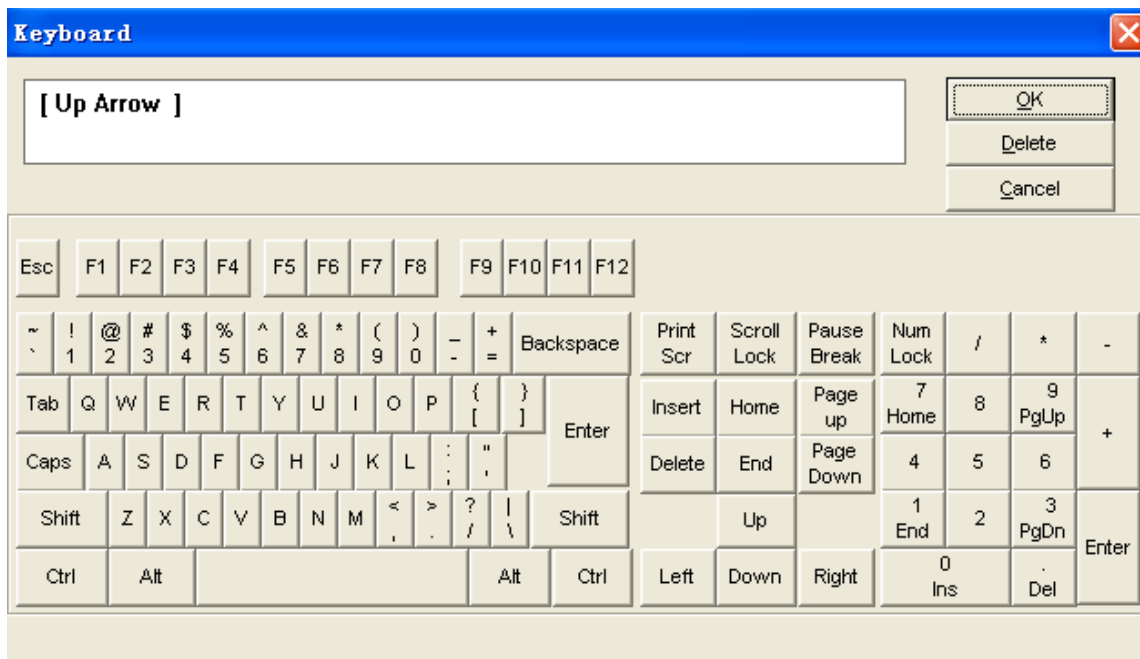 Keyboard
[ Up Arrow ]
OK
Delete
Cancel
Esc F1 F2 F3 F4 F5 F6 F7 F8 F9 F10 F11 F12
~ ! @ # $ % ^ & * ( ) _ +
` 1 2 3 4 5 6 7 8 9 0 - = Backspace
Print Scr Scroll Lock Pause Break Num Lock / * -
Tab Q W E R T Y U I O P { [ } ] Enter
Insert Home Page up 7 Home 8 9 PgUp +
Caps A S D F G H J K L : ; " '
Delete End Page Down 4 5 6
Shift Z X C V B N M < , > . ? / | \ Shift
Up 1 End 2 3 PgDn Enter
Ctrl Alt Alt Ctrl
Left Down Right 0 Ins . Del